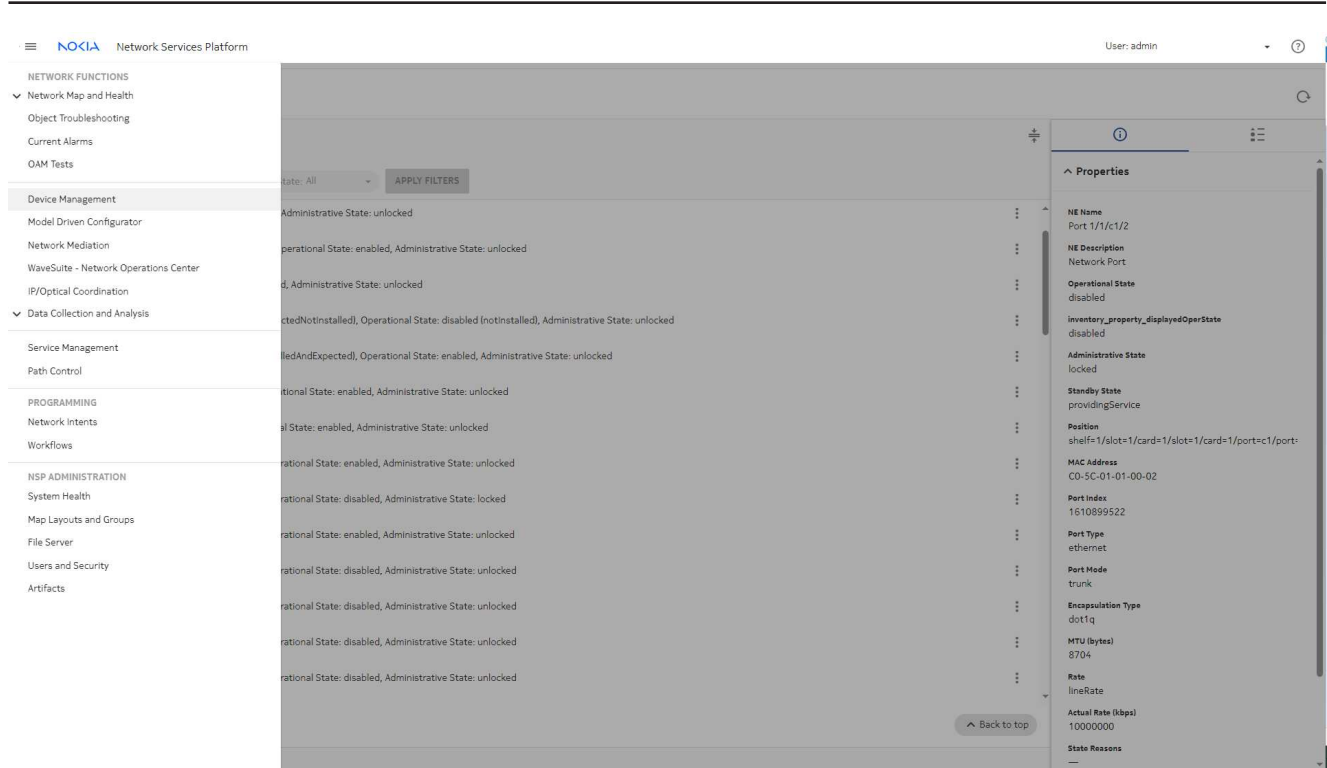 NOKIA Network Services Platform
User: admin
NETWORK FUNCTIONS
Network Map and Health
Object Troubleshooting
Current Alarms
OAM Tests
Device Management
Model Driven Configurator
Network Mediation
WaveSuite - Network Operations Center
IP/Optical Coordination
Data Collection and Analysis
Service Management
Path Control
PROGRAMMING
Network Intents
Workflows
NSP ADMINISTRATION
System Health
Map Layouts and Groups
File Server
Users and Security
Artifacts
State: All
APPLY FILTERS
Administrative State: unlocked
perational State: enabled, Administrative State: unlocked
d, Administrative State: unlocked
ctedNotInstalled), Operational State: disabled (notInstalled), Administrative State: unlocked
lledAndExpected), Operational State: enabled, Administrative State: unlocked
ational State: enabled, Administrative State: unlocked
al State: enabled, Administrative State: unlocked
rational State: enabled, Administrative State: unlocked
rational State: disabled, Administrative State: locked
rational State: enabled, Administrative State: unlocked
rational State: disabled, Administrative State: unlocked
rational State: disabled, Administrative State: unlocked
rational State: disabled, Administrative State: unlocked
rational State: disabled, Administrative State: unlocked
Back to top
Properties
NE Name
Port 1/1/c1/2
NE Description
Network Port
Operational State
disabled
inventory_property_displayedOperState
disabled
Administrative State
locked
Standby State
providingService
Position
shelf=1/slot=1/card=1/slot=1/card=1/port=c1/port=
MAC Address
C0-5C-01-01-00-02
Port Index
1610899522
Port Type
ethernet
Port Mode
trunk
Encapsulation Type
dot1q
MTU (bytes)
8704
Rate
lineRate
Actual Rate (kbps)
10000000
State Reasons
—